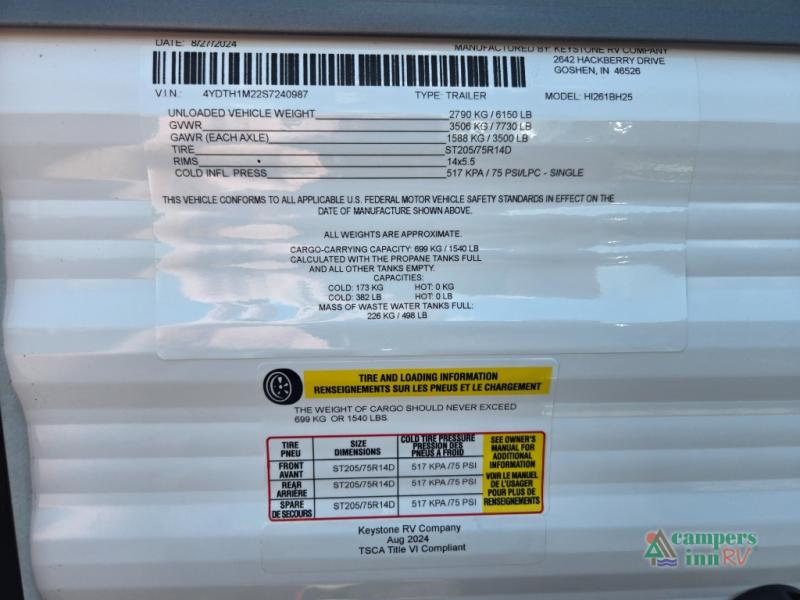 DATE: 8/27/2024 MANUFACTURED BY: KEYSTONE RV COMPANY
2642 HACKBERRY DRIVE
GOSHEN, IN 46526
V.I.N.: 4YDTH1M22S7240987 TYPE: TRAILER MODEL: HI261BH25
UNLOADED VEHICLE WEIGHT 2790 KG / 6150 LB
GVWR 3506 KG / 7730 LB
GAWR (EACH AXLE) 1588 KG / 3500 LB
TIRE ST205/75R14D
RIMS 14x5.5
COLD INFL. PRESS 517 KPA / 75 PSI/LPC - SINGLE
THIS VEHICLE CONFORMS TO ALL APPLICABLE U.S. FEDERAL MOTOR VEHICLE SAFETY STANDARDS IN EFFECT ON THE
DATE OF MANUFACTURE SHOWN ABOVE.
ALL WEIGHTS ARE APPROXIMATE.
CARGO-CARRYING CAPACITY: 699 KG / 1540 LB
CALCULATED WITH THE PROPANE TANKS FULL
AND ALL OTHER TANKS EMPTY.
CAPACITIES:
COLD: 173 KG HOT: 0 KG
COLD: 382 LB HOT: 0 LB
MASS OF WASTE WATER TANKS FULL:
226 KG / 498 LB
TIRE AND LOADING INFORMATION
RENSEIGNEMENTS SUR LES PNEUS ET LE CHARGEMENT
THE WEIGHT OF CARGO SHOULD NEVER EXCEED
699 KG OR 1540 LBS.
TIRE
PNEU
SIZE
DIMENSIONS
COLD TIRE PRESSURE
PRESSION DES
PNEUS A FROID
SEE OWNER'S
MANUAL FOR
ADDITIONAL
INFORMATION
VOIR LE MANUEL
DE L'USAGER
POUR PLUS DE
RENSEIGNEMENTS
FRONT
AVANT
ST205/75R14D
517 KPA /75 PSI
REAR
ARRIÈRE
ST205/75R14D
517 KPA /75 PSI
SPARE
DE SECOURS
ST205/75R14D
517 KPA /75 PSI
Keystone RV Company
Aug 2024
TSCA Title VI Compliant
campers
inn RV